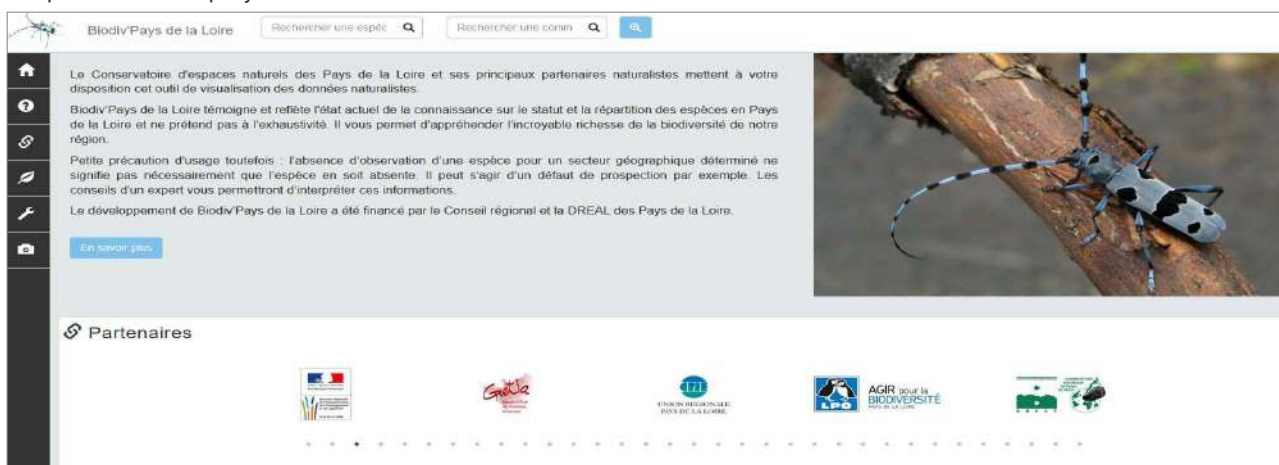 Biodiv'Pays de la Loire
Rechercher une espèc
Rechercher une comm
Le Conservatoire d'espaces naturels des Pays de la Loire et ses principaux partenaires naturalistes mettent à votre
disposition cet outil de visualisation des données naturalistes.
Biodiv'Pays de la Loire témoigne et reflète l'état actuel de la connaissance sur le statut et la répartition des espèces en Pays
de la Loire et ne prétend pas à l'exhaustivité. Il vous permet d'appréhender l'incroyable richesse de la biodiversité de notre
région.
Petite précaution d'usage toutefois : l'absence d'observation d'une espèce pour un secteur géographique déterminé ne
signifie pas nécessairement que l'espèce en soit absente. Il peut s'agir d'un défaut de prospection par exemple. Les
conseils d'un expert vous permettront d'interpréter ces informations.
Le développement de Biodiv'Pays de la Loire a été financé par le Conseil régional et la DREAL des Pays de la Loire.
En savoir plus
Partenaires
UNION REGIONALE
PAYS DE LA LOIRE
LPO
AGIR pour la
BIODIVERSITÉ
PAYS DE LA LOIRE